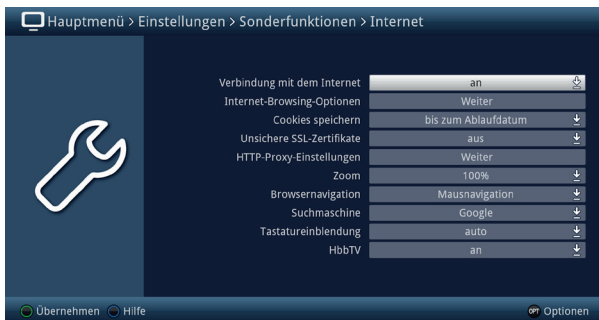 Hauptmenü > Einstellungen > Sonderfunktionen > Internet
Verbindung mit dem Internet an
Internet-Browsing-Optionen Weiter
Cookies speichern bis zum Ablaufdatum
Unsichere SSL-Zertifikate aus
HTTP-Proxy-Einstellungen Weiter
Zoom 100%
Browsernavigation Mausnavigation
Suchmaschine Google
Tastatureinblendung auto
HbbTV an
Übernehmen Hilfe OPT Optionen